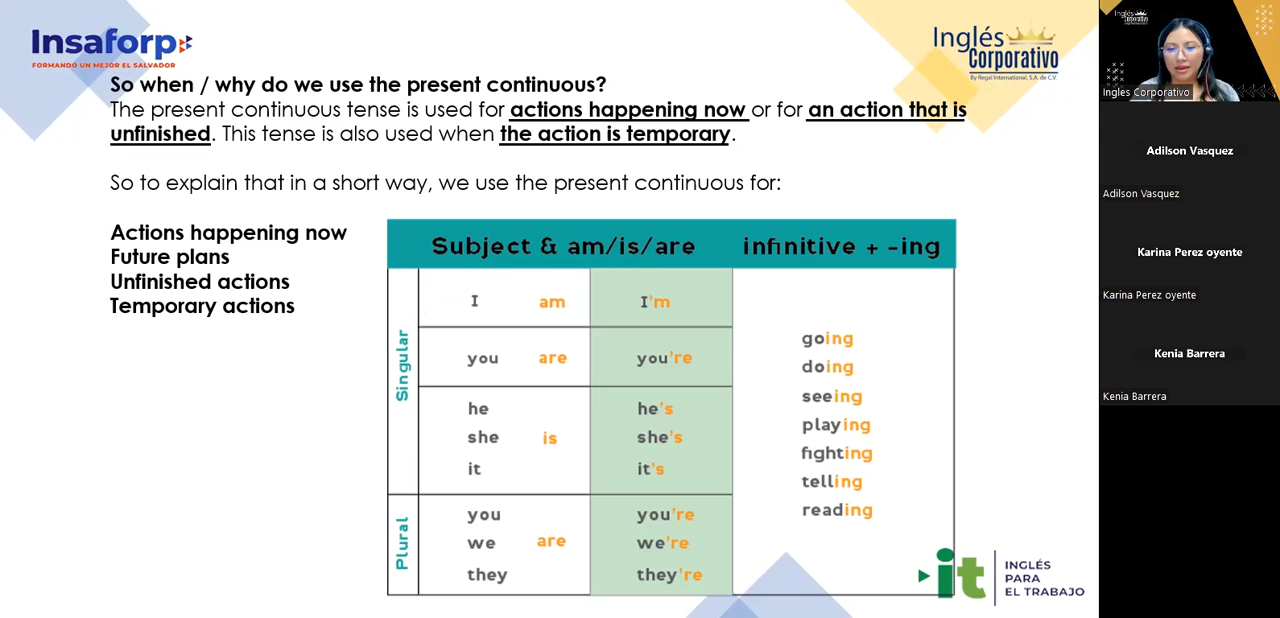 Insaforp
FORMANDO UN MEJOR EL SALVADOR
Inglés
Corporativo
By Regal International, S.A. de C.V.
So when / why do we use the present continuous?
The present continuous tense is used for actions happening now or for an action that is
unfinished. This tense is also used when the action is temporary.
So to explain that in a short way, we use the present continuous for:
Actions happening now
Future plans
Unfinished actions
Temporary actions
Subject & am/is/are infinitive + -ing
Singular
I am I'm
you are you're
he he's
she is she's
it it's
Plural
you you're
we are we're
they they're
going
doing
seeing
playing
fighting
telling
reading
it
INGLÉS
PARA
EL TRABAJO
Inglés
Corporativo
Ingles Corporativo
Adilson Vasquez
Adilson Vasquez
Karina Perez oyente
Karina Perez oyente
Kenia Barrera
Kenia Barrera